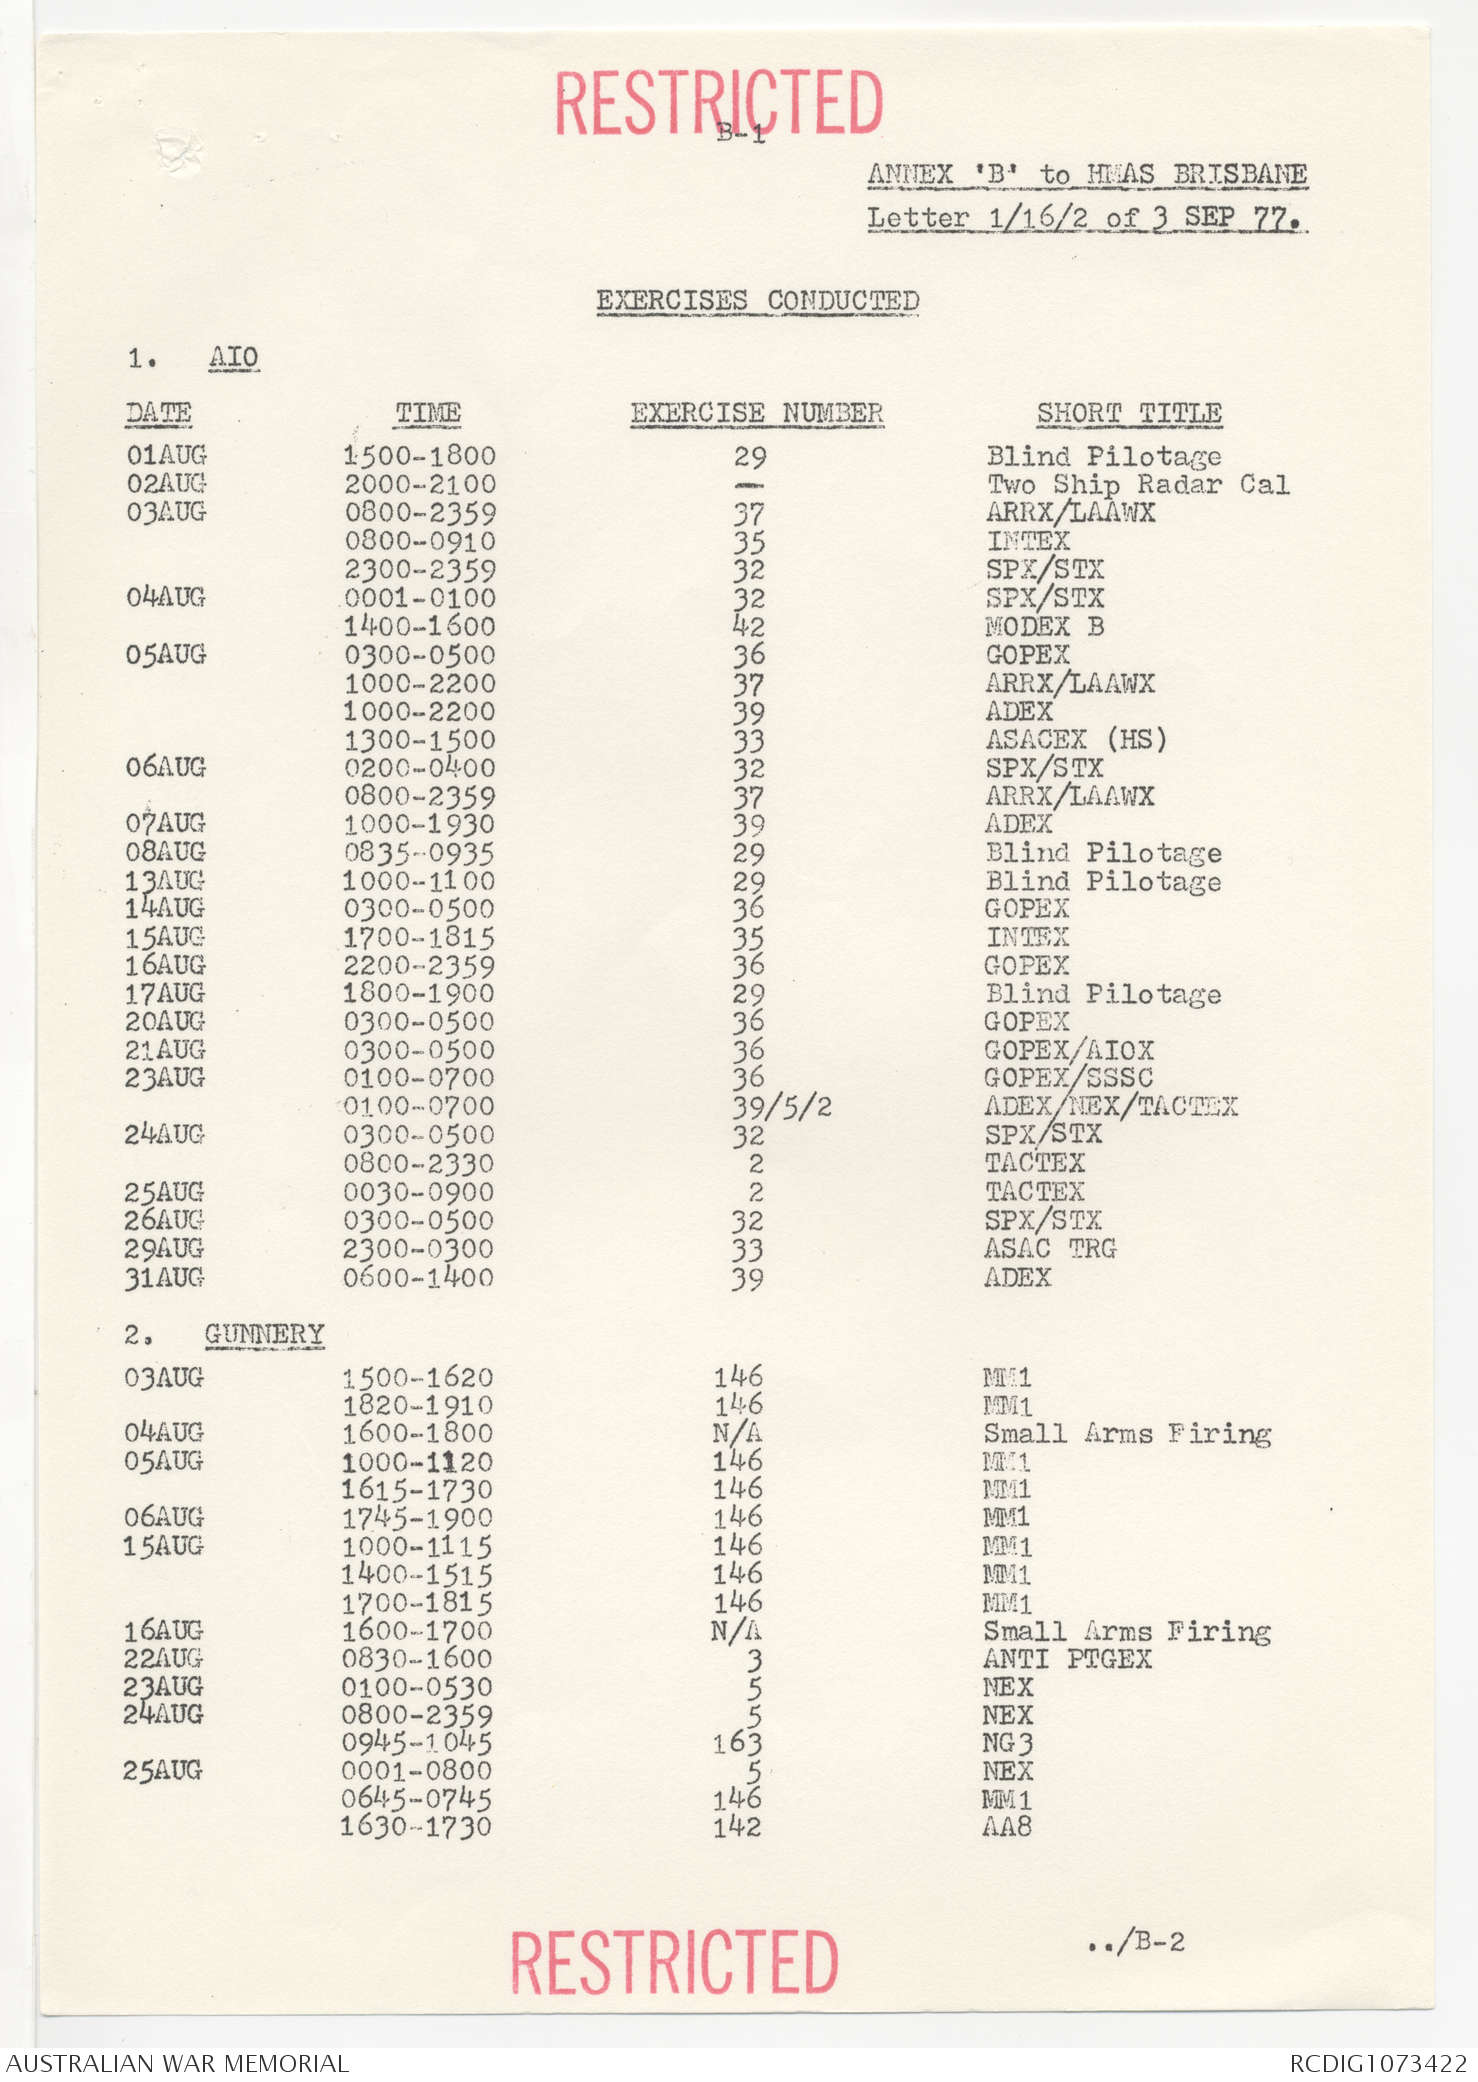 RESTRICTED
B-1
ANNEX 'B' to HMAS BRISBANE
Letter 1/16/2 of 3 SEP 77.
EXERCISES CONDUCTED
1. AIO
DATE TIME EXERCISE NUMBER SHORT TITLE
01AUG 1500-1800 29 Blind Pilotage
02AUG 2000-2100 — Two Ship Radar Cal
03AUG 0800-2359 37 ARRX/LAAWX
0800-0910 35 INTEX
2300-2359 32 SPX/STX
04AUG 0001-0100 32 SPX/STX
1400-1600 42 MODEX B
05AUG 0300-0500 36 GOPEX
1000-2200 37 ARRX/LAAWX
1000-2200 39 ADEX
1300-1500 33 ASACEX (HS)
06AUG 0200-0400 32 SPX/STX
0800-2359 37 ARRX/LAAWX
07AUG 1000-1930 39 ADEX
08AUG 0835-0935 29 Blind Pilotage
13AUG 1000-1100 29 Blind Pilotage
14AUG 0300-0500 36 GOPEX
15AUG 1700-1815 35 INTEX
16AUG 2200-2359 36 GOPEX
17AUG 1800-1900 29 Blind Pilotage
20AUG 0300-0500 36 GOPEX
21AUG 0300-0500 36 GOPEX/AIOX
23AUG 0100-0700 36 GOPEX/SSSC
0100-0700 39/5/2 ADEX/NEX/TACTEX
24AUG 0300-0500 32 SPX/STX
0800-2330 2 TACTEX
25AUG 0030-0900 2 TACTEX
26AUG 0300-0500 32 SPX/STX
29AUG 2300-0300 33 ASAC TRG
31AUG 0600-1400 39 ADEX
2. GUNNERY
03AUG 1500-1620 146 MM1
1820-1910 146 MM1
04AUG 1600-1800 N/A Small Arms Firing
05AUG 1000-1120 146 MM1
1615-1730 146 MM1
06AUG 1745-1900 146 MM1
15AUG 1000-1115 146 MM1
1400-1515 146 MM1
1700-1815 146 MM1
16AUG 1600-1700 N/A Small Arms Firing
22AUG 0830-1600 3 ANTI PTGEX
23AUG 0100-0530 5 NEX
24AUG 0800-2359 5 NEX
0945-1045 163 NG3
25AUG 0001-0800 5 NEX
0645-0745 146 MM1
1630-1730 142 AA8
../B-2
RESTRICTED
AUSTRALIAN WAR MEMORIAL RCDIG1073422